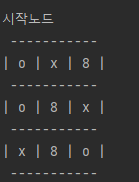 시작노드
-----------
| o | x | 8 |
-----------
| o | 8 | x |
-----------
| x | 8 | o |
-----------